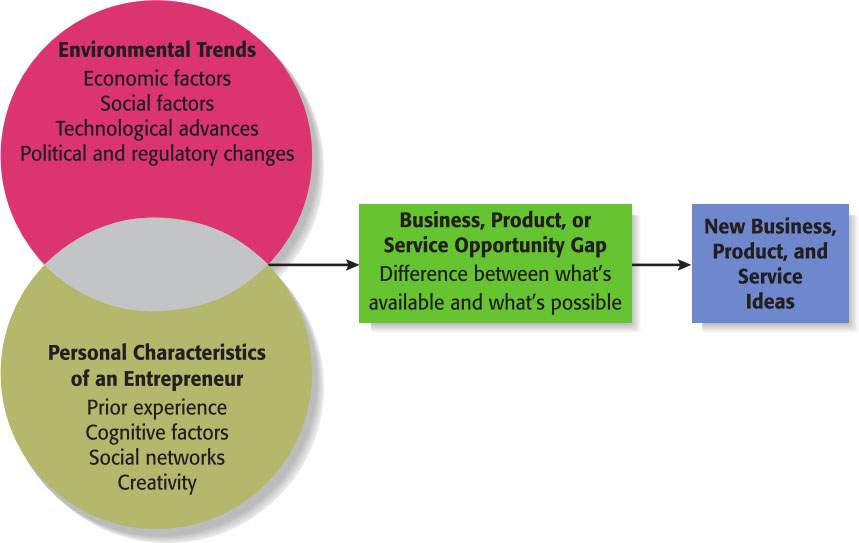 Environmental Trends
Economic factors
Social factors
Technological advances
Political and regulatory changes
Personal Characteristics
of an Entrepreneur
Prior experience
Cognitive factors
Social networks
Creativity
Business, Product, or
Service Opportunity Gap
Difference between what’s
available and what’s possible
New Business,
Product, and
Service
Ideas